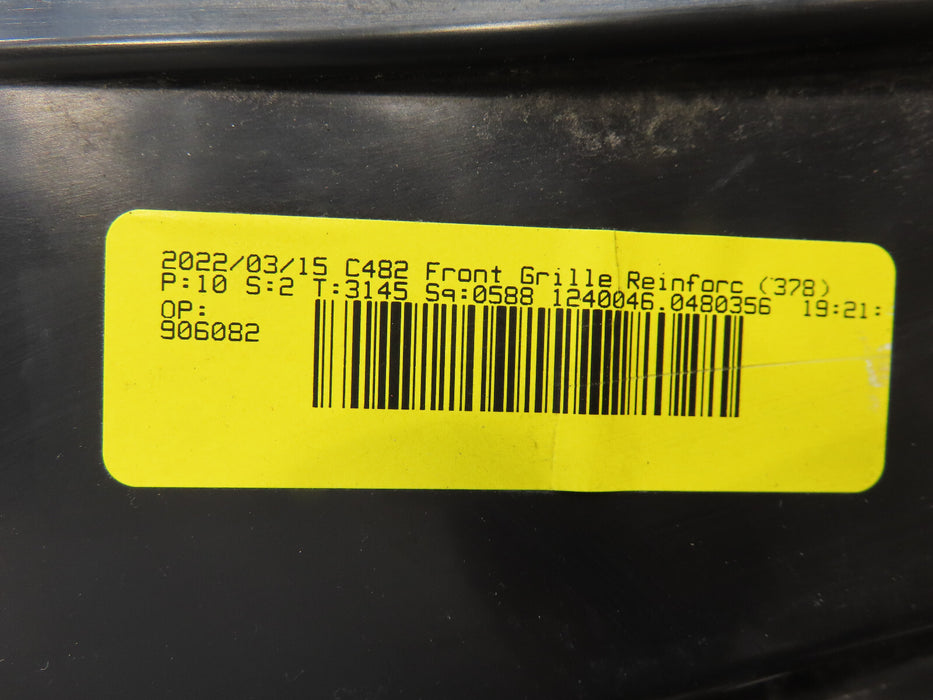 2022/03/15 C482 Front Grille Reinforc (378)
P:10 S:2 T:3145 Sq:0588 1240046.0480356 19:21:
OP:
906082